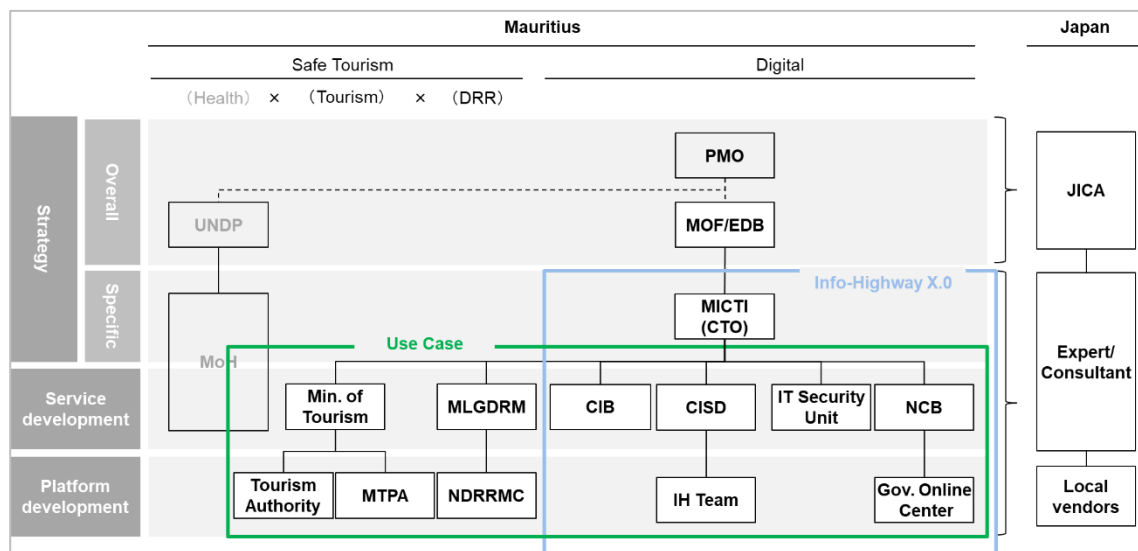 Mauritius
Japan
Safe Tourism
Digital
(Health) × (Tourism) × (DRR)
Strategy
Overall
PMO
JICA
UNDP
MOF/EDB
Specific
Info-Highway X.0
MICTI
(CTO)
MoH
Use Case
Expert/
Consultant
Service
development
Min. of
Tourism
MLGDRM
CIB
CISD
IT Security
Unit
NCB
Platform
development
Tourism
Authority
MTPA
NDRRMC
IH Team
Gov. Online
Center
Local
vendors